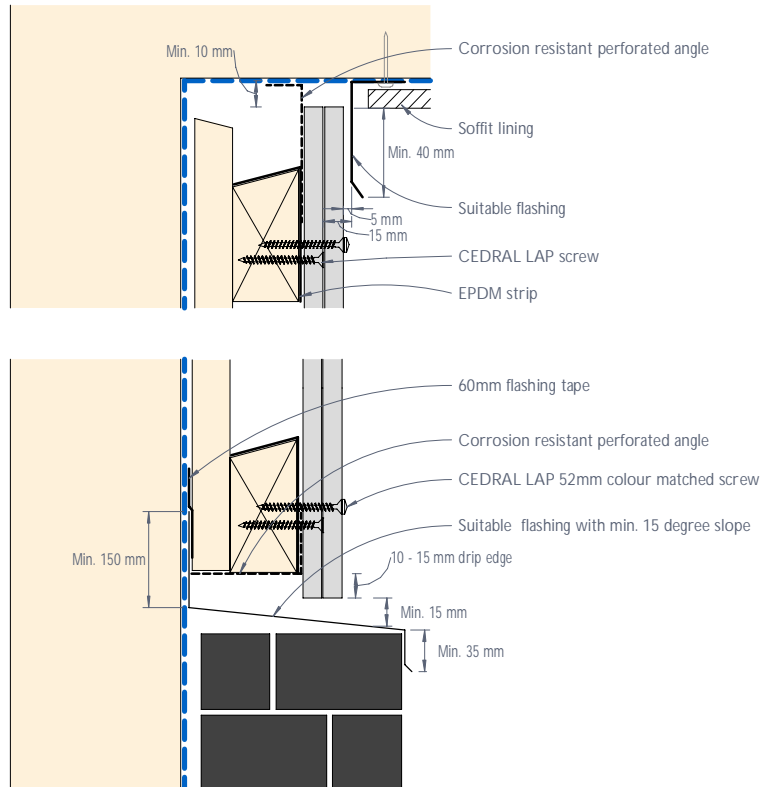 Min. 10 mm
Corrosion resistant perforated angle
Soffit lining
Min. 40 mm
Suitable flashing
5 mm
15 mm
CEDRAL LAP screw
EPDM strip
60mm flashing tape
Corrosion resistant perforated angle
CEDRAL LAP 52mm colour matched screw
Suitable flashing with min. 15 degree slope
Min. 150 mm
10 - 15 mm drip edge
Min. 15 mm
Min. 35 mm